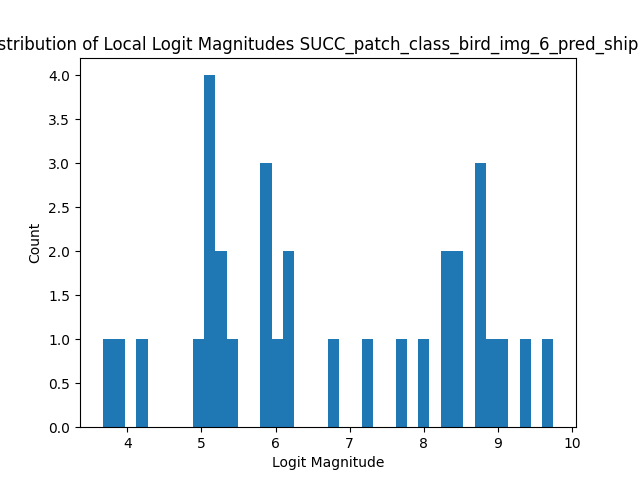 stribution of Local Logit Magnitudes SUCC_patch_class_bird_img_6_pred_ship
4.0
3.5
3.0
2.5
2.0
1.5
1.0
0.5
0.0
Count
4 5 6 7 8 9 10
Logit Magnitude